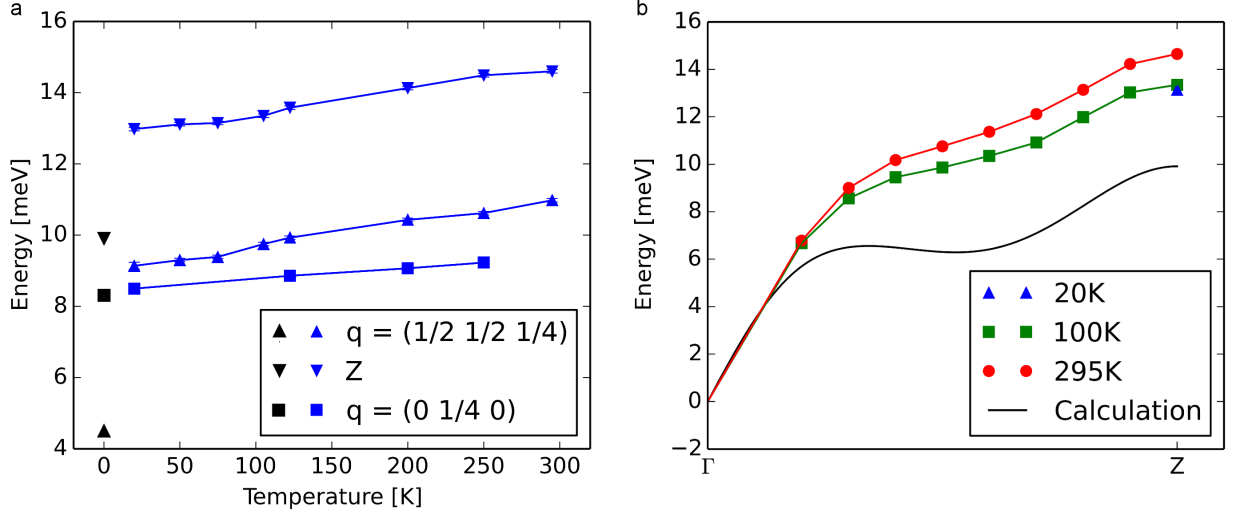 a
16
14
12
10
8
6
4
Energy [meV]
0 50 100 150 200 250 300
Temperature [K]
q = (1/2 1/2 1/4)
Z
q = (0 1/4 0)
b
16
14
12
10
8
6
4
2
0
−2
Energy [meV]
Γ Z
20K
100K
295K
Calculation